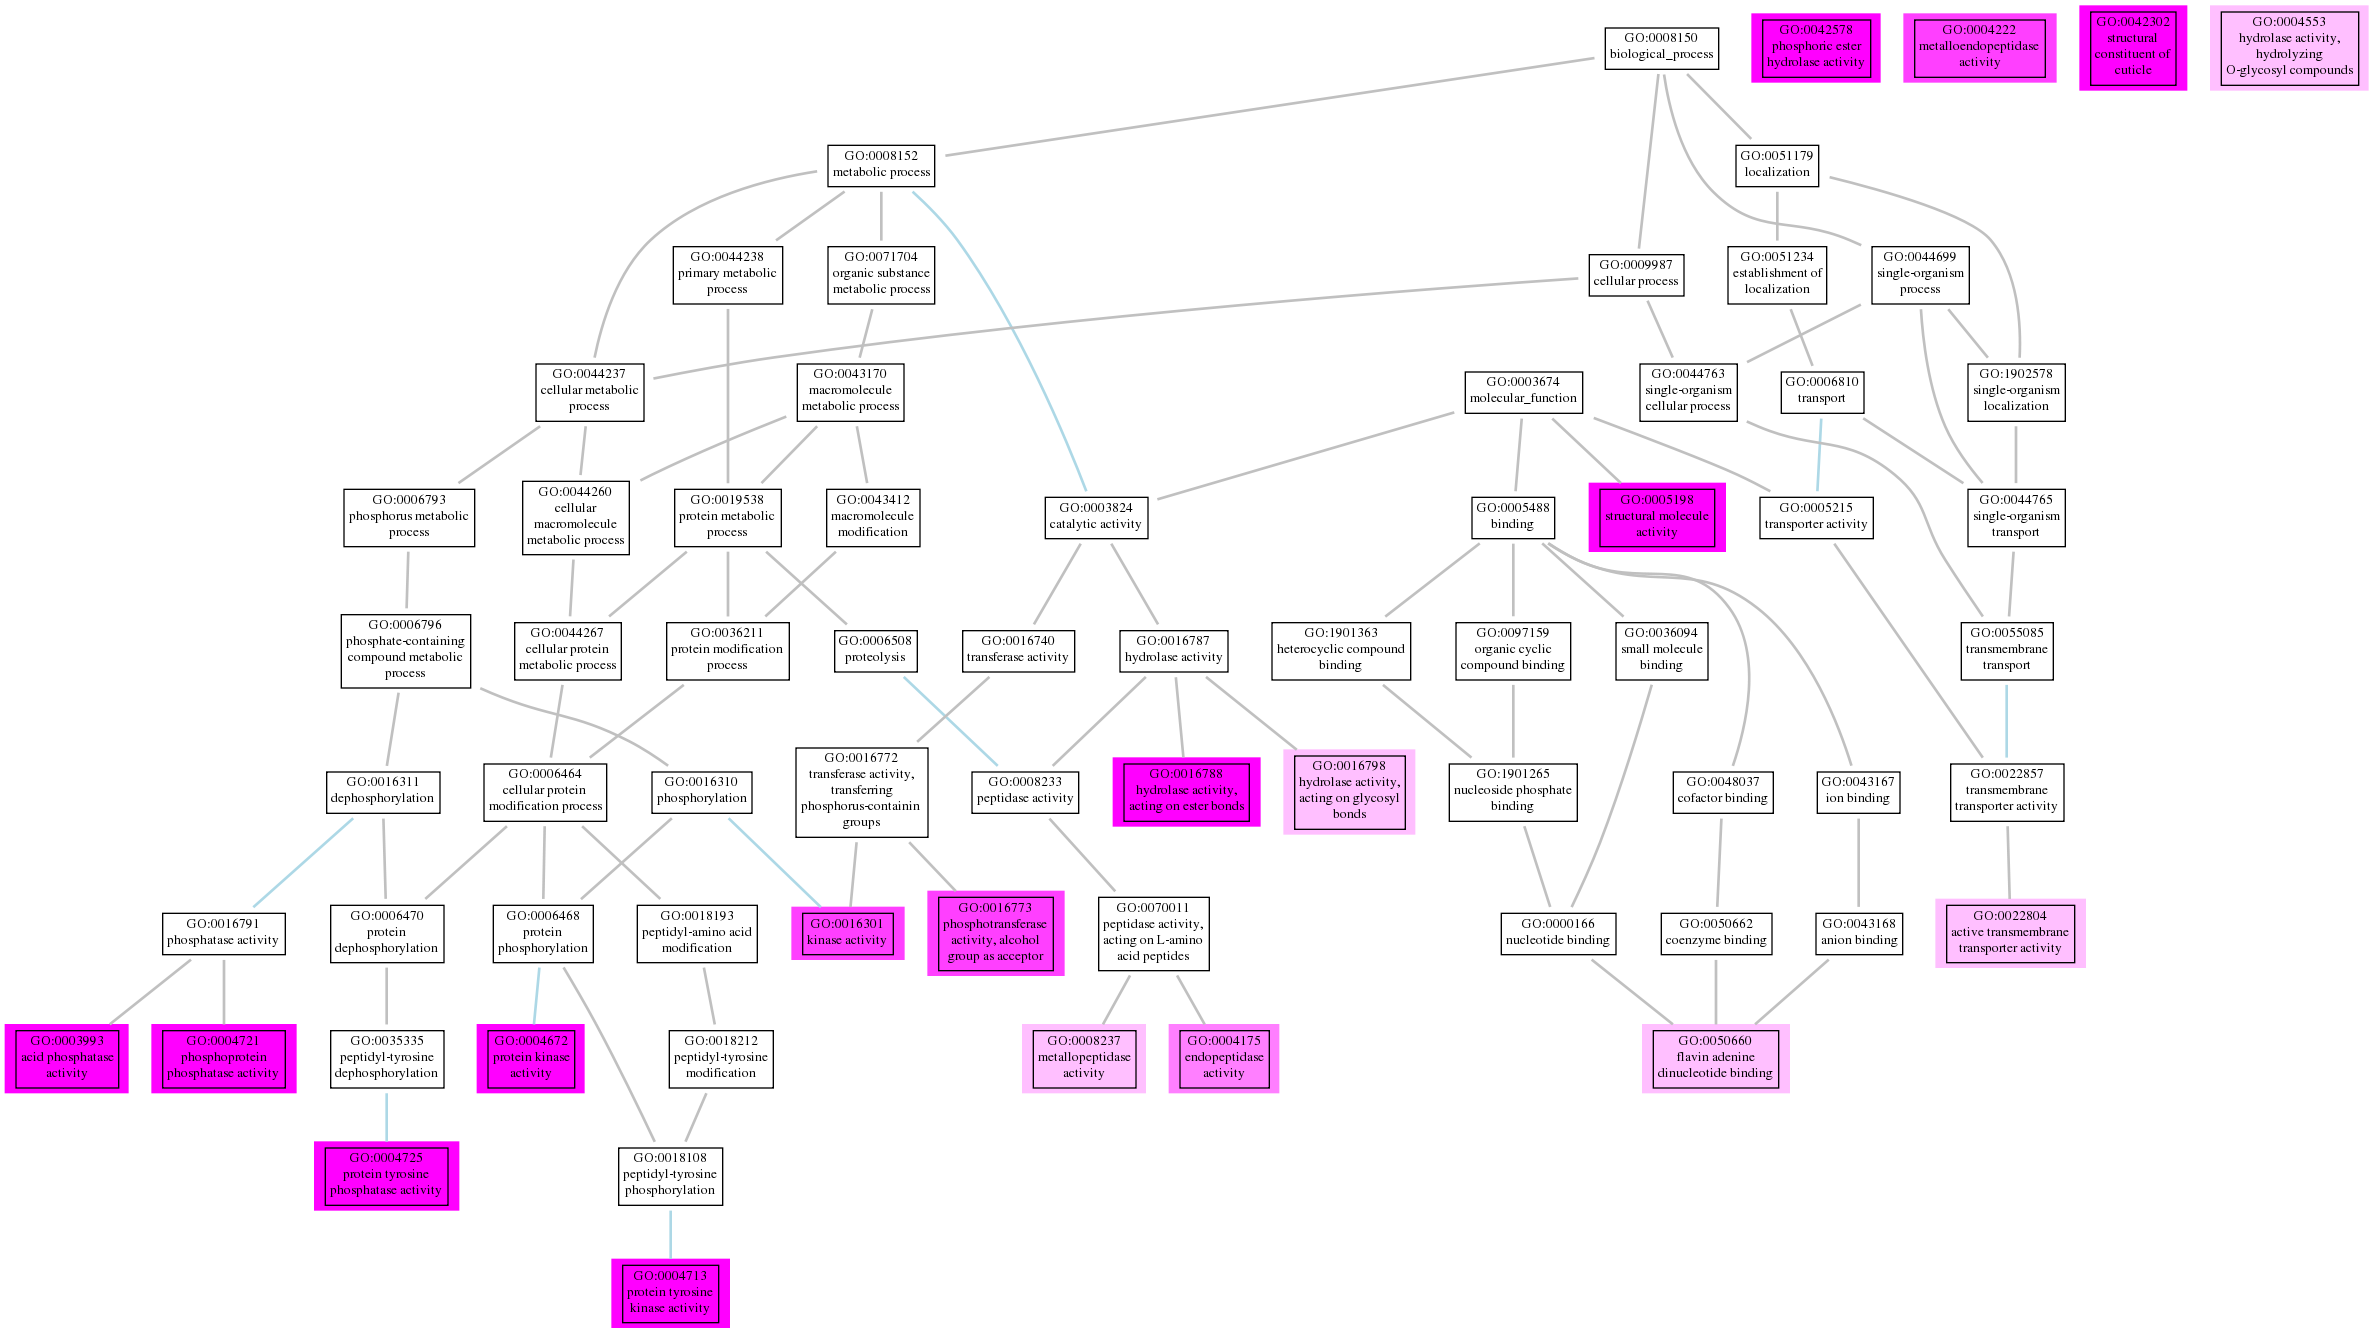 GO:0008150
biological_process
GO:0042578
phosphoric ester
hydrolase activity
GO:0004222
metalloendopeptidase
activity
GO:0042302
structural
constituent of
cuticle
GO:0004553
hydrolase activity,
hydrolyzing
O-glycosyl compounds
GO:0008152
metabolic process
GO:0051179
localization
GO:0044238
primary metabolic
process
GO:0071704
organic substance
metabolic process
GO:0009987
cellular process
GO:0051234
establishment of
localization
GO:0044699
single-organism
process
GO:0044237
cellular metabolic
process
GO:0043170
macromolecule
metabolic process
GO:0003674
molecular_function
GO:0044763
single-organism
cellular process
GO:0006810
transport
GO:1902578
single-organism
localization
GO:0006793
phosphorus metabolic
process
GO:0044260
cellular
macromolecule
metabolic process
GO:0019538
protein metabolic
process
GO:0043412
macromolecule
modification
GO:0003824
catalytic activity
GO:0005488
binding
GO:0005198
structural molecule
activity
GO:0005215
transporter activity
GO:0044765
single-organism
transport
GO:0006796
phosphate-containing
compound metabolic
process
GO:0044267
cellular protein
metabolic process
GO:0036211
protein modification
process
GO:0006508
proteolysis
GO:0016740
transferase activity
GO:0016787
hydrolase activity
GO:1901363
heterocyclic compound
binding
GO:0097159
organic cyclic
compound binding
GO:0036094
small molecule
binding
GO:0055085
transmembrane
transport
GO:0016311
dephosphorylation
GO:0006464
cellular protein
modification process
GO:0016310
phosphorylation
GO:0016772
transferase activity,
transferring
phosphorus-containin
groups
GO:0008233
peptidase activity
GO:0016788
hydrolase activity,
acting on ester bonds
GO:0016798
hydrolase activity,
acting on glycosyl
bonds
GO:1901265
nucleoside phosphate
binding
GO:0048037
cofactor binding
GO:0043167
ion binding
GO:0022857
transmembrane
transporter activity
GO:0016791
phosphatase activity
GO:0006470
protein
dephosphorylation
GO:0006468
protein
phosphorylation
GO:0018193
peptidyl-amino acid
modification
GO:0016301
kinase activity
GO:0016773
phosphotransferase
activity, alcohol
group as acceptor
GO:0070011
peptidase activity,
acting on L-amino
acid peptides
GO:0000166
nucleotide binding
GO:0050662
coenzyme binding
GO:0043168
anion binding
GO:0022804
active transmembrane
transporter activity
GO:0003993
acid phosphatase
activity
GO:0004721
phosphoprotein
phosphatase activity
GO:0035335
peptidyl-tyrosine
dephosphorylation
GO:0004672
protein kinase
activity
GO:0018212
peptidyl-tyrosine
modification
GO:0008237
metallopeptidase
activity
GO:0004175
endopeptidase
activity
GO:0050660
flavin adenine
dinucleotide binding
GO:0004725
protein tyrosine
phosphatase activity
GO:0018108
peptidyl-tyrosine
phosphorylation
GO:0004713
protein tyrosine
kinase activity